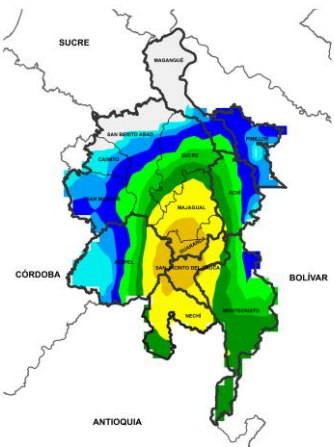 SUCRE
MAGANGUÉ
SAN BENITO ABAD
PINILLOS
CAIMITO
SUCRE
SAN MARCOS
ACHÍ
MAJAGUAL
GUARANDA
CÓRDOBA
AYAPEL
SAN JACINTO DEL CAUCA
BOLÍVAR
MONTECRISTO
NECHÍ
ANTIOQUIA